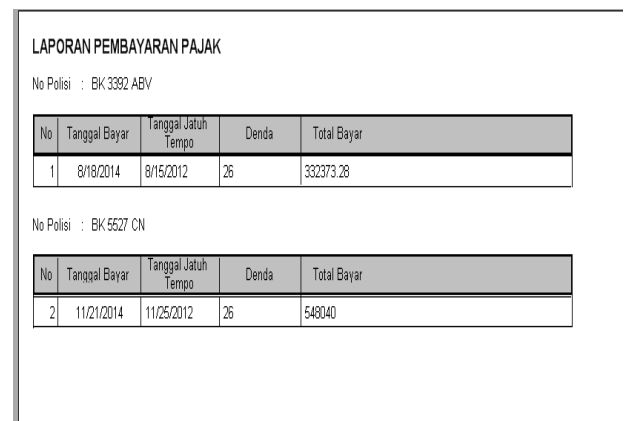 LAPORAN PEMBAYARAN PAJAK
No Polisi : BK 3392 ABV
No Tanggal Bayar Tanggal Jatuh Tempo Denda Total Bayar
1 8/18/2014 8/15/2012 26 332373.28
No Polisi : BK 5527 CN
No Tanggal Bayar Tanggal Jatuh Tempo Denda Total Bayar
2 11/21/2014 11/25/2012 26 548040